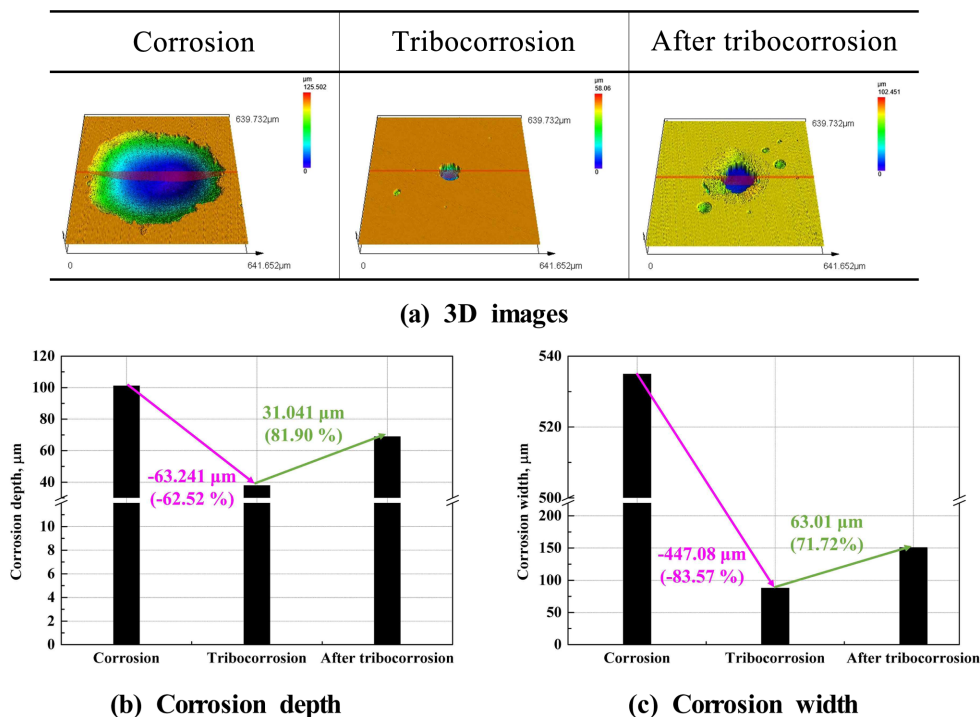 Corrosion Tribocorrosion After tribocorrosion
µm
125.502
0
639.732µm
0
641.652µm
µm
58.06
0
639.732µm
0
641.652µm
µm
102.451
0
639.732µm
0
641.652µm
(a) 3D images
Corrosion depth, µm
120
100
80
60
40
12
10
8
6
4
2
0
31.041 µm
(81.90 %)
-63.241 µm
(-62.52 %)
Corrosion Tribocorrosion After tribocorrosion
(b) Corrosion depth
Corrosion width, µm
540
520
500
200
150
100
50
0
63.01 µm
(71.72%)
-447.08 µm
(-83.57 %)
Corrosion Tribocorrosion After tribocorrosion
(c) Corrosion width